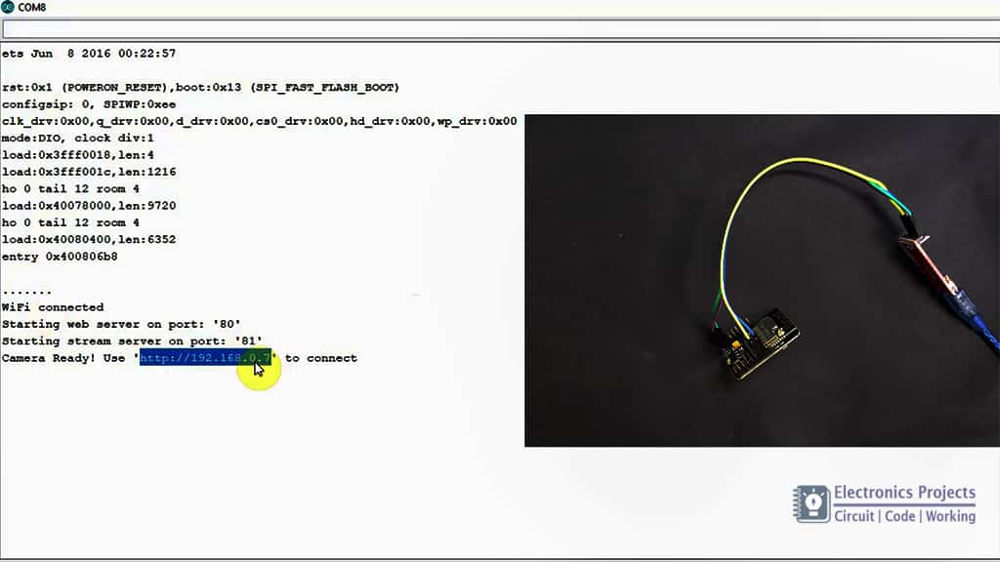 COM8
ets Jun  8 2016 00:22:57
rst:0x1 (POWERON_RESET),boot:0x13 (SPI_FAST_FLASH_BOOT)
configsip: 0, SPIWP:0xee
clk_drv:0x00,q_drv:0x00,d_drv:0x00,cs0_drv:0x00,hd_drv:0x00,wp_drv:0x00
mode:DIO, clock div:1
load:0x3fff0018,len:4
load:0x3fff001c,len:1216
ho 0 tail 12 room 4
load:0x40078000,len:9720
ho 0 tail 12 room 4
load:0x40080400,len:6352
entry 0x400806b8
.......
WiFi connected
Starting web server on port: '80'
Starting stream server on port: '81'
Camera Ready! Use 'http://192.168.0.7' to connect
Electronics Projects
Circuit | Code | Working